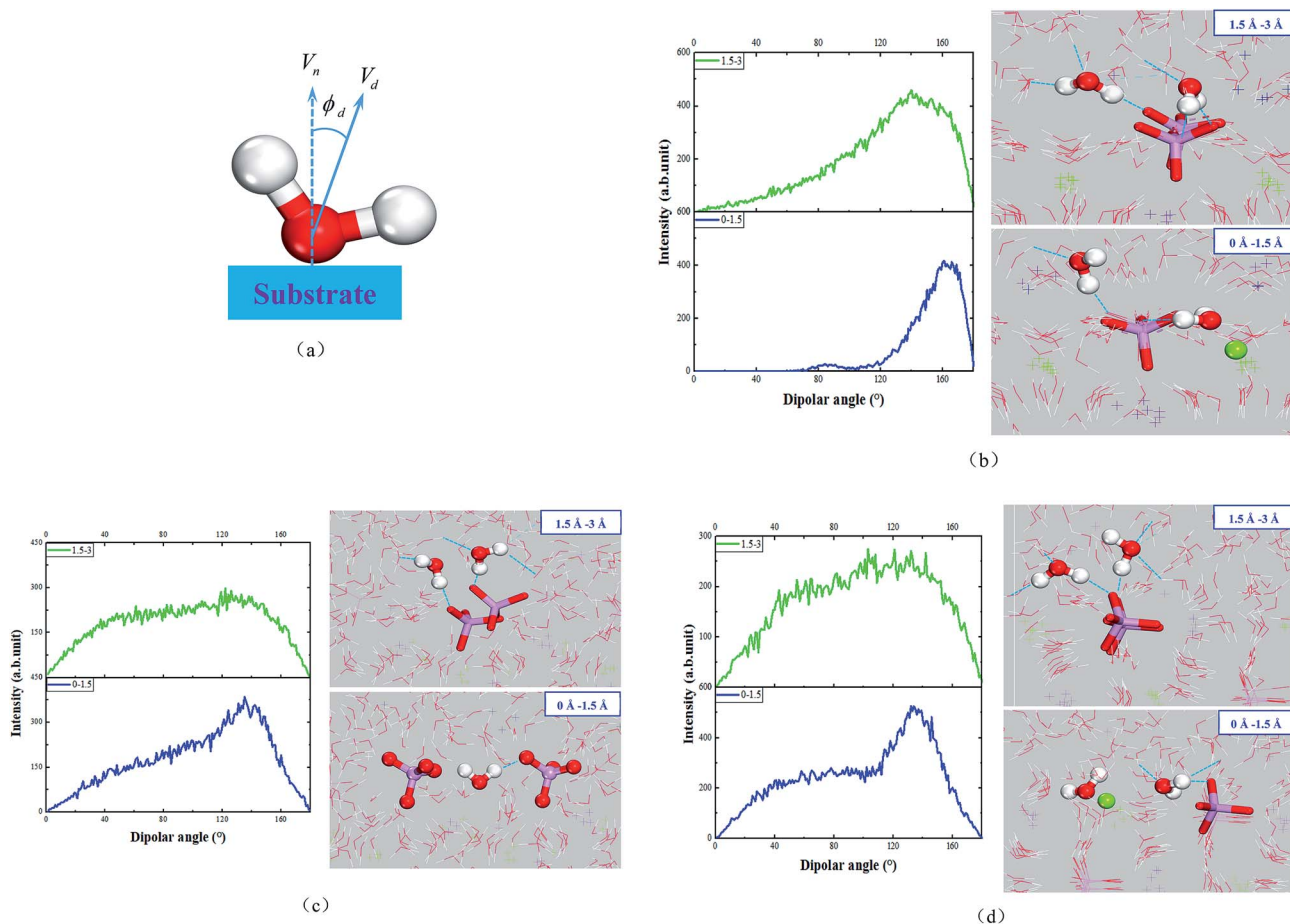 V_n
V_d
ϕ_d
Substrate
(a)
0 40 80 120 160
600
400
200
600
400
200
0
1.5-3
0-1.5
Intensity (a.b.unit)
0 40 80 120 160
Dipolar angle (°)
1.5 Å -3 Å
0 Å -1.5 Å
(b)
0 40 80 120 160
450
300
150
450
300
150
0
1.5-3
0-1.5
Intensity (a.b.unit)
0 40 80 120 160
Dipolar angle (°)
1.5 Å -3 Å
0 Å -1.5 Å
(c)
0 40 80 120 160
300
200
100
600
400
200
0
1.5-3
0-1.5
Intensity (a.b.unit)
0 40 80 120 160
Dipolar angle (°)
1.5 Å -3 Å
0 Å -1.5 Å
(d)